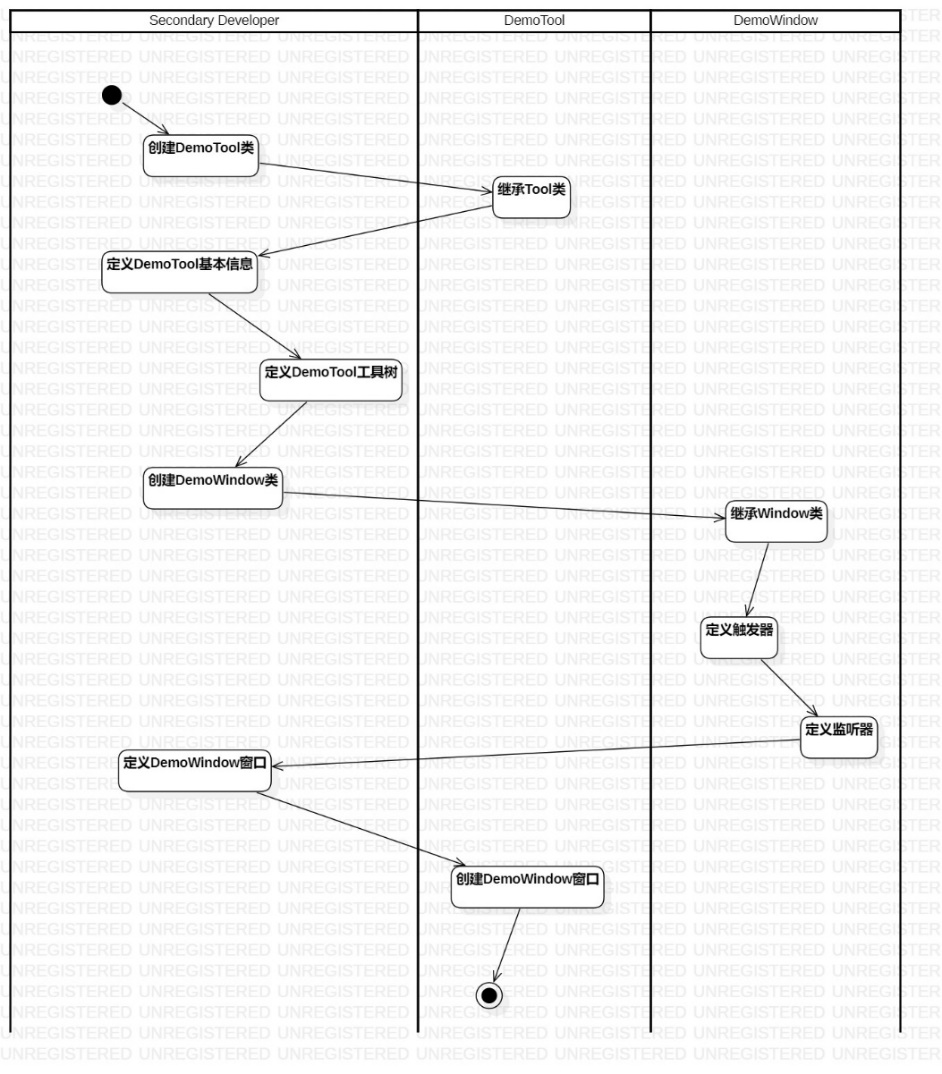 Secondary Developer
DemoTool
DemoWindow
创建DemoTool类
继承Tool类
定义DemoTool基本信息
定义DemoTool工具树
创建DemoWindow类
继承Window类
定义触发器
定义监听器
定义DemoWindow窗口
创建DemoWindow窗口
UNREGISTERED